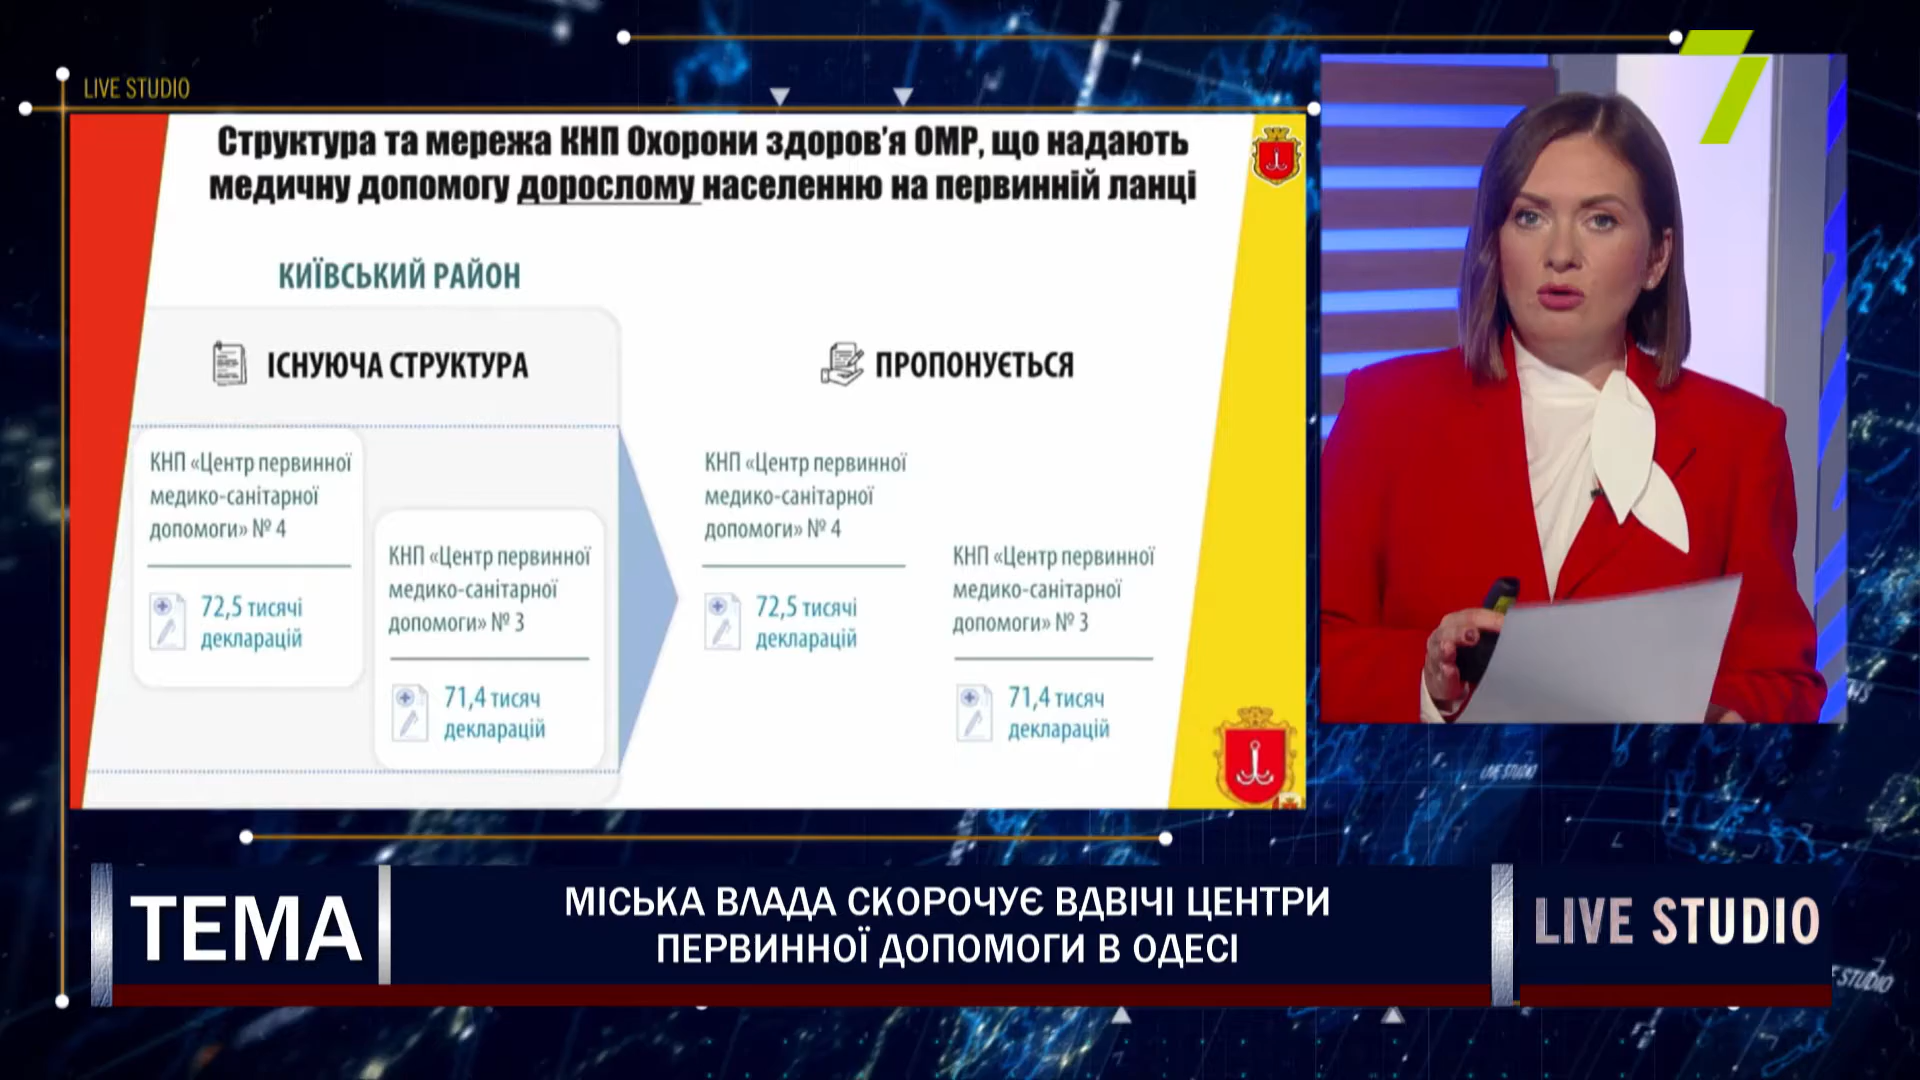 LIVE STUDIO
7
Структура та мережа КНП Охорони здоров’я ОМР, що надають
медичну допомогу дорослому населенню на первинній ланці
КИЇВСЬКИЙ РАЙОН
ІСНУЮЧА СТРУКТУРА
КНП «Центр первинної
медико-санітарної
допомоги» № 4
72,5 тисячі
декларацій
КНП «Центр первинної
медико-санітарної
допомоги» № 3
71,4 тисяч
декларацій
ПРОПОНУЄТЬСЯ
КНП «Центр первинної
медико-санітарної
допомоги» № 4
72,5 тисячі
декларацій
КНП «Центр первинної
медико-санітарної
допомоги» № 3
71,4 тисяч
декларацій
LIVE STUDIO
ТЕМА
МІСЬКА ВЛАДА СКОРОЧУЄ ВДВІЧІ ЦЕНТРИ
ПЕРВИННОЇ ДОПОМОГИ В ОДЕСІ
LIVE STUDIO
STUDIO